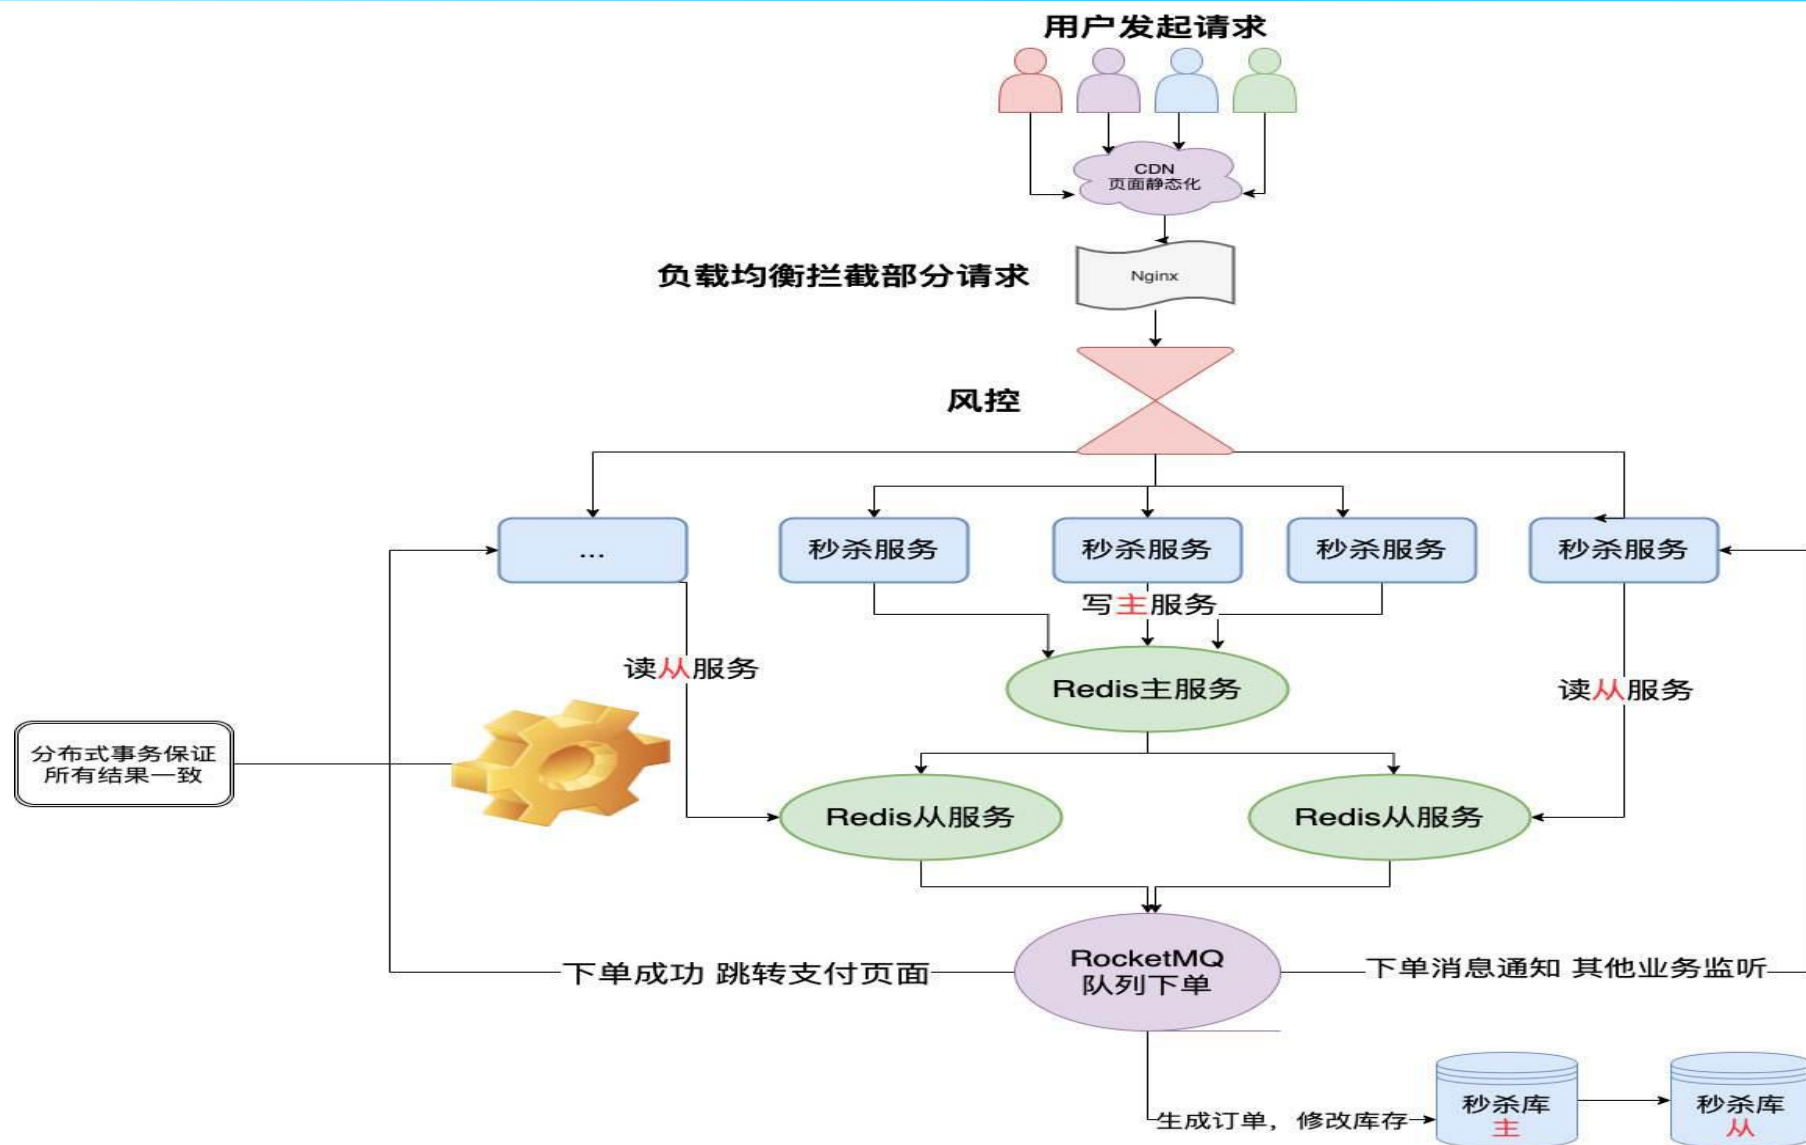 用户发起请求
CDN
页面静态化
负载均衡拦截部分请求
Nginx
风控
...
秒杀服务
秒杀服务
秒杀服务
秒杀服务
写主服务
读从服务
Redis主服务
读从服务
分布式事务保证
所有结果一致
Redis从服务
Redis从服务
下单成功 跳转支付页面
RocketMQ
队列下单
下单消息通知 其他业务监听
生成订单，修改库存
秒杀库
主
秒杀库
从